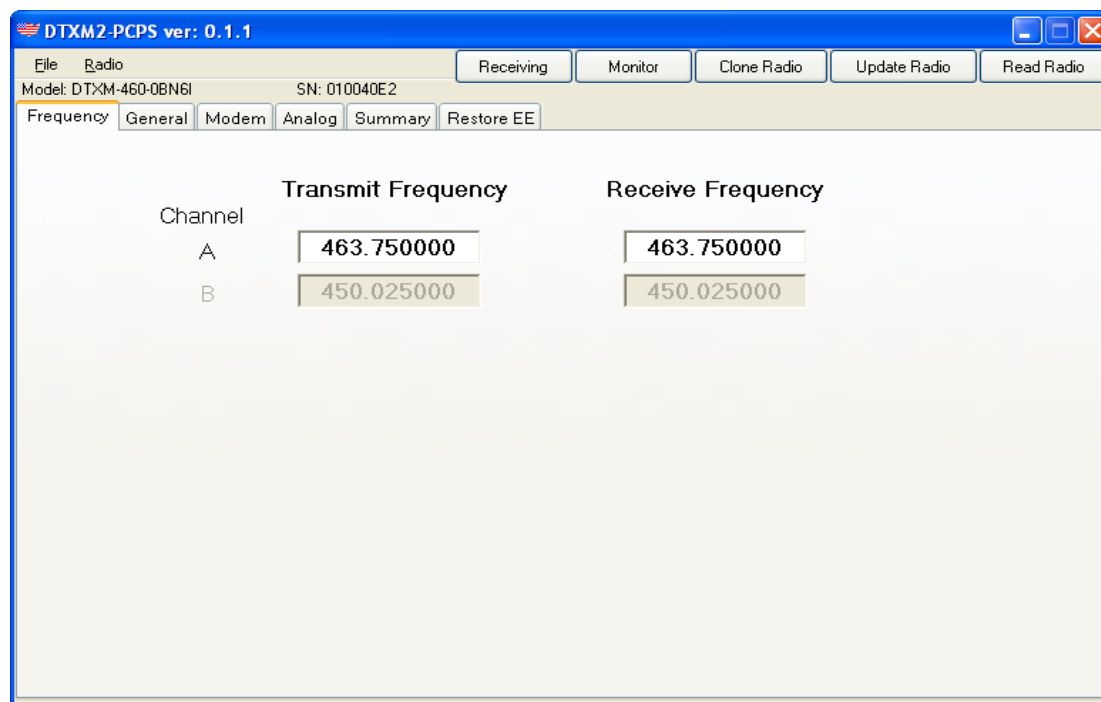 DTXM2-PCPS ver: 0.1.1
File Radio Receiving Monitor Clone Radio Update Radio Read Radio
Model: DTXM-460-0BN6I SN: 010040E2
Frequency General Modem Analog Summary Restore EE
Transmit Frequency Receive Frequency
Channel
A 463.750000 463.750000
B 450.025000 450.025000